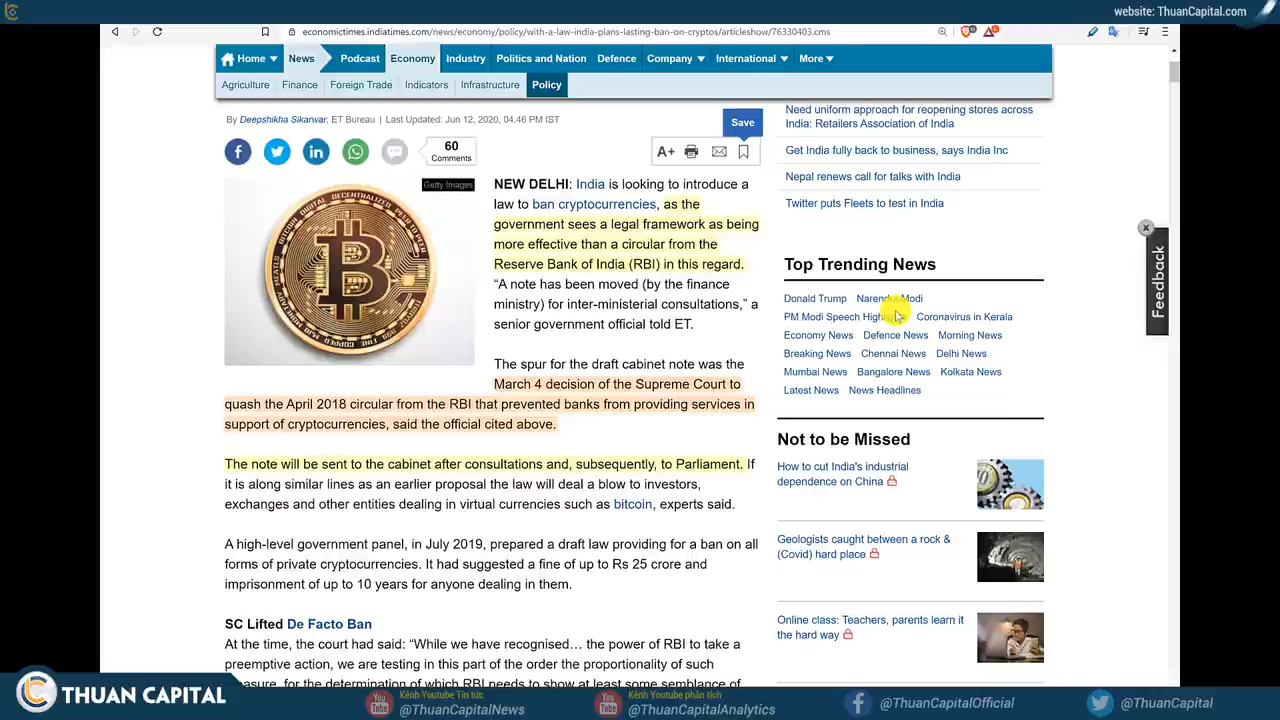 website: ThuanCapital.com
economictimes.indiatimes.com/news/economy/policy/with-a-law-india-plans-lasting-ban-on-cryptos/articleshow/76330403.cms
Home News Podcast Economy Industry Politics and Nation Defence Company International More
Agriculture Finance Foreign Trade Indicators Infrastructure Policy
By Deepshikha Sikarwar, ET Bureau | Last Updated: Jun 12, 2020, 04.46 PM IST
Save
60
Comments
A+
Getty Images
NEW DELHI: India is looking to introduce a
law to ban cryptocurrencies, as the
government sees a legal framework as being
more effective than a circular from the
Reserve Bank of India (RBI) in this regard.
“A note has been moved (by the finance
ministry) for inter-ministerial consultations,” a
senior government official told ET.
The spur for the draft cabinet note was the
March 4 decision of the Supreme Court to
quash the April 2018 circular from the RBI that prevented banks from providing services in
support of cryptocurrencies, said the official cited above.
The note will be sent to the cabinet after consultations and, subsequently, to Parliament. If
it is along similar lines as an earlier proposal the law will deal a blow to investors,
exchanges and other entities dealing in virtual currencies such as bitcoin, experts said.
A high-level government panel, in July 2019, prepared a draft law providing for a ban on all
forms of private cryptocurrencies. It had suggested a fine of up to Rs 25 crore and
imprisonment of up to 10 years for anyone dealing in them.
SC Lifted De Facto Ban
At the time, the court had said: “While we have recognised… the power of RBI to take a
preemptive action, we are testing in this part of the order the proportionality of such
measure, for the determination of which RBI needs to show at least some semblance of
Need uniform approach for reopening stores across
India: Retailers Association of India
Get India fully back to business, says India Inc
Nepal renews call for talks with India
Twitter puts Fleets to test in India
Top Trending News
Donald Trump Narendra Modi
PM Modi Speech Coronavirus in Kerala
Economy News Defence News Morning News
Breaking News Chennai News Delhi News
Mumbai News Bangalore News Kolkata News
Latest News News Headlines
Not to be Missed
How to cut India's industrial
dependence on China
Geologists caught between a rock &
(Covid) hard place
Online class: Teachers, parents learn it
the hard way
Feedback
THUAN CAPITAL
You Tube
Kênh Youtube Tin tức
@ThuanCapitalNews
You Tube
Kênh Youtube phân tích
@ThuanCapitalAnalytics
@ThuanCapitalOfficial
@ThuanCapital